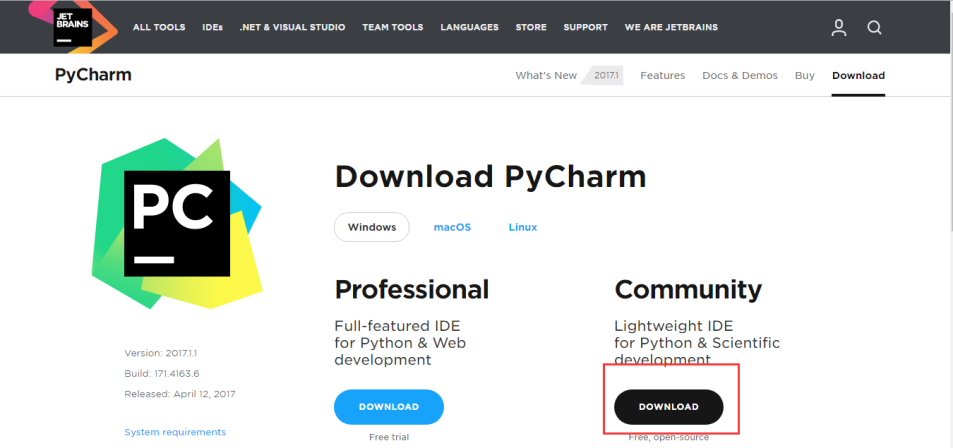 JET
BRAINS
ALL TOOLS IDEs .NET & VISUAL STUDIO TEAM TOOLS LANGUAGES STORE SUPPORT WE ARE JETBRAINS
PyCharm
What's New 2017.1 Features Docs & Demos Buy Download
PC
Download PyCharm
Windows macOS Linux
Professional
Full-featured IDE
for Python & Web
development
DOWNLOAD
Free trial
Community
Lightweight IDE
for Python & Scientific
development
DOWNLOAD
Free, open-source
Version: 2017.1.1
Build: 171.4163.6
Released: April 12, 2017
System requirements